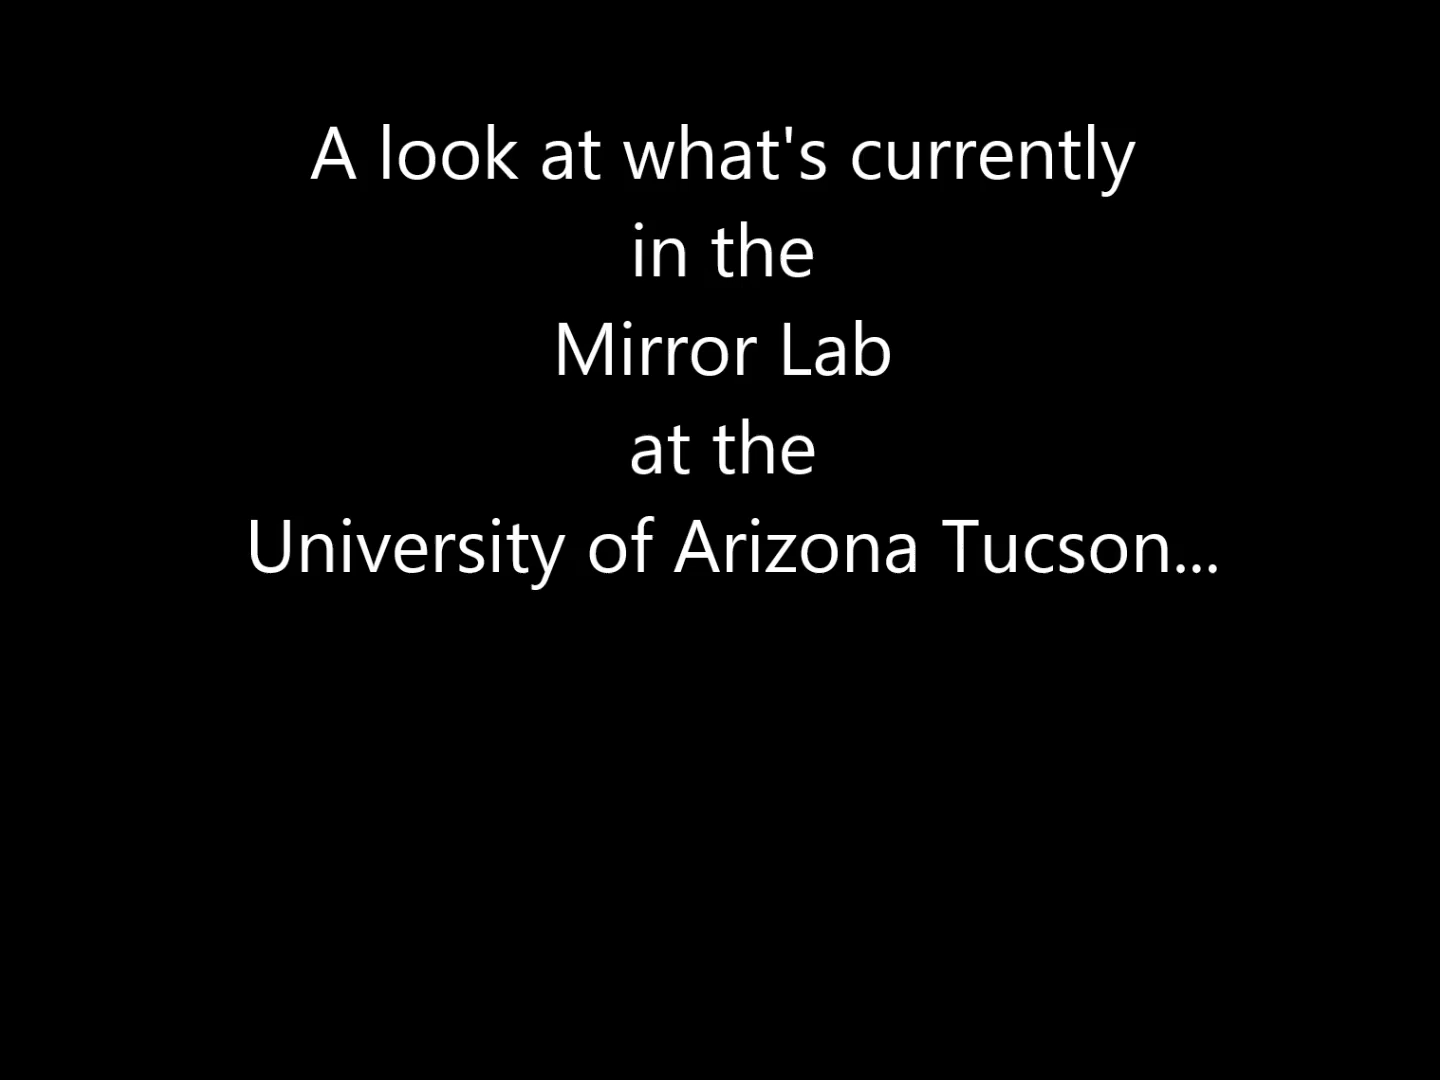 A look at what's currently
in the
Mirror Lab
at the
University of Arizona Tucson...